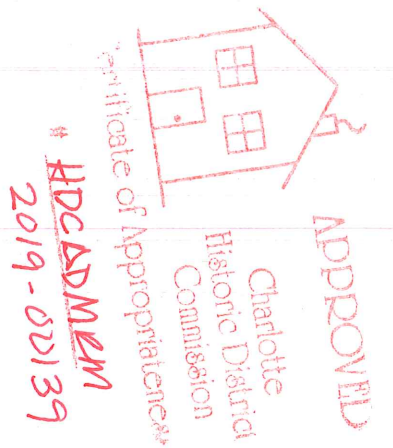 APPROVED
Charlotte
Historic District
Commission
Certificate of Appropriateness
# HDCADMRM
2019-00139